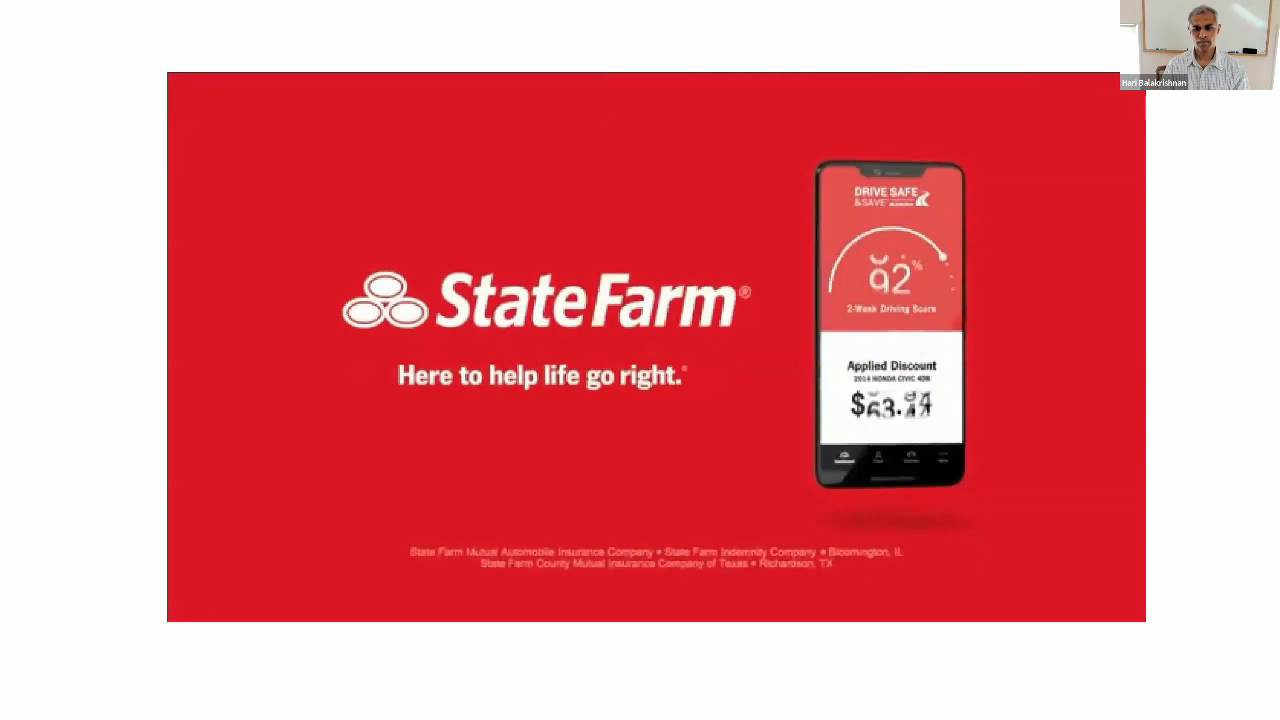 Hari Balakrishnan
StateFarm®
Here to help life go right.®
DRIVE SAFE
& SAVE
92%
2-Week Driving Score
Applied Discount
2014 HONDA CIVIC 4DR
State Farm Mutual Automobile Insurance Company • State Farm Indemnity Company • Bloomington, IL
State Farm County Mutual Insurance Company of Texas • Richardson, TX